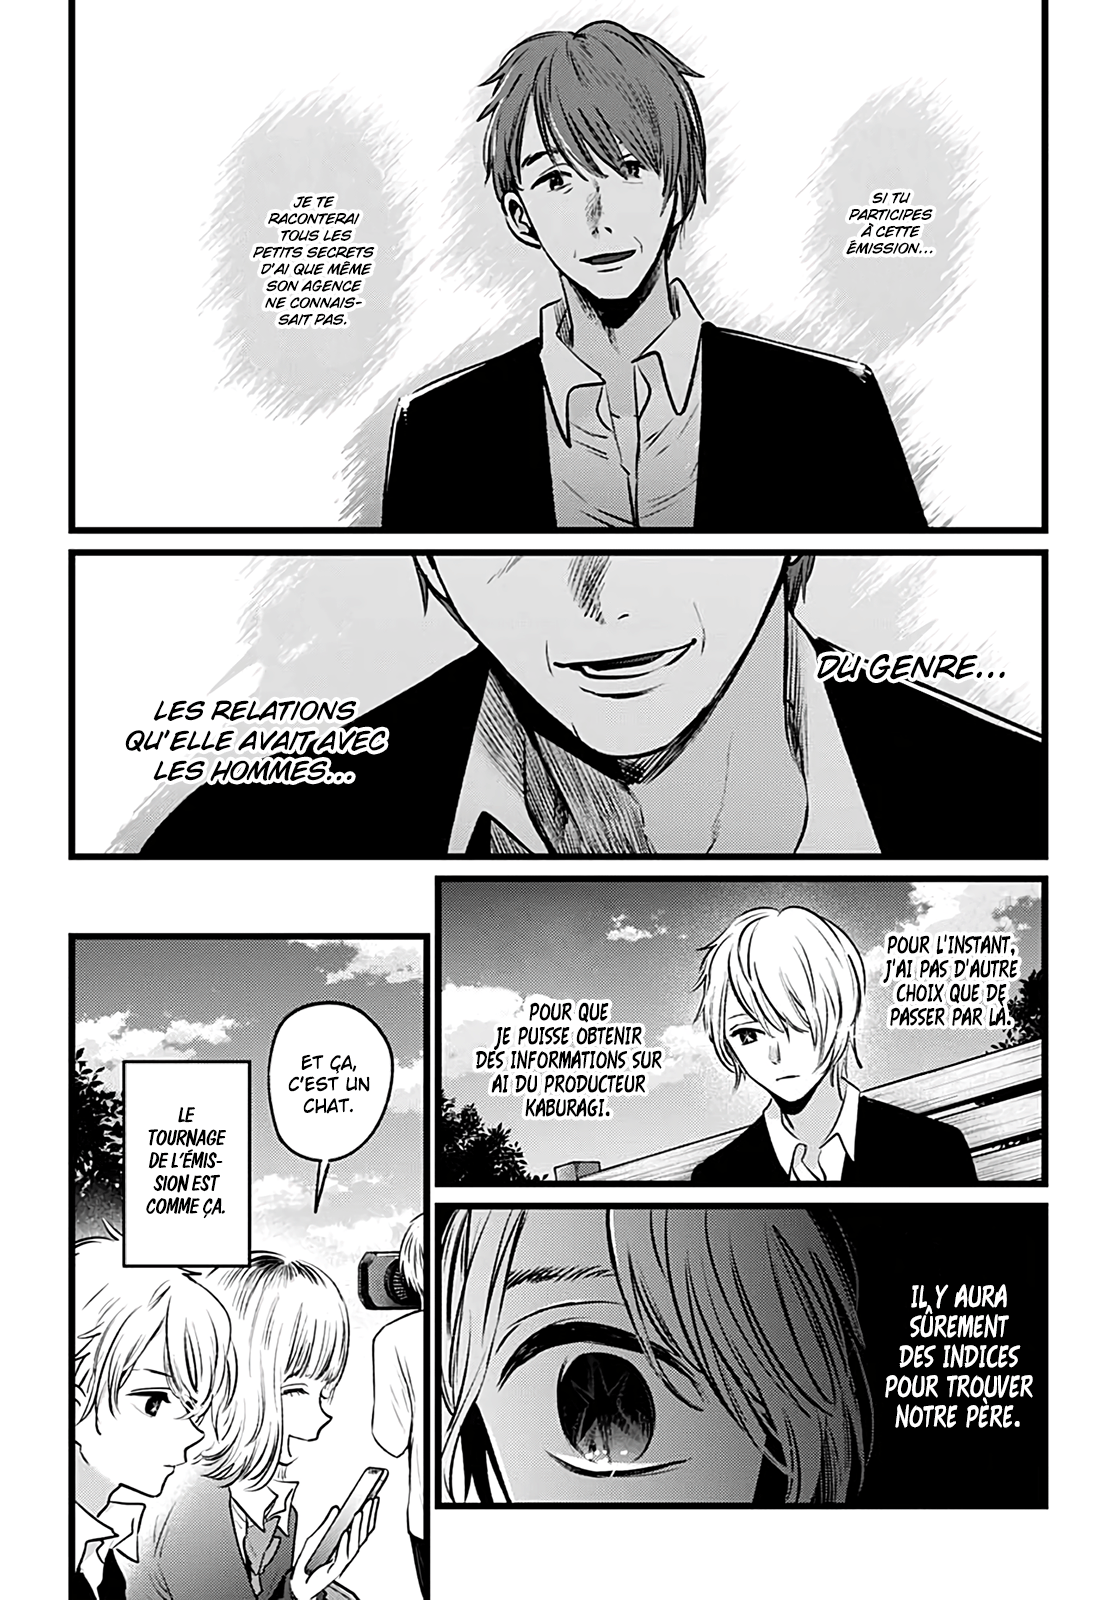 SI TU
PARTICIPES
À CETTE
ÉMISSION...
JE TE
RACONTERAI
TOUS LES
PETITS SECRETS
D'AI QUE MÊME
SON AGENCE
NE CONNAIS-
SAIT PAS.
DU GENRE...
LES RELATIONS
QU'ELLE AVAIT AVEC
LES HOMMES...
POUR L'INSTANT,
J'AI PAS D'AUTRE
CHOIX QUE DE
PASSER PAR LÀ.
POUR QUE
JE PUISSE OBTENIR
DES INFORMATIONS SUR
AI DU PRODUCTEUR
KABURAGI.
IL Y AURA
SÛREMENT
DES INDICES
POUR TROUVER
NOTRE PÈRE.
ET ÇA,
C'EST UN
CHAT.
LE
TOURNAGE
DE L'ÉMIS-
SION EST
COMME ÇA.